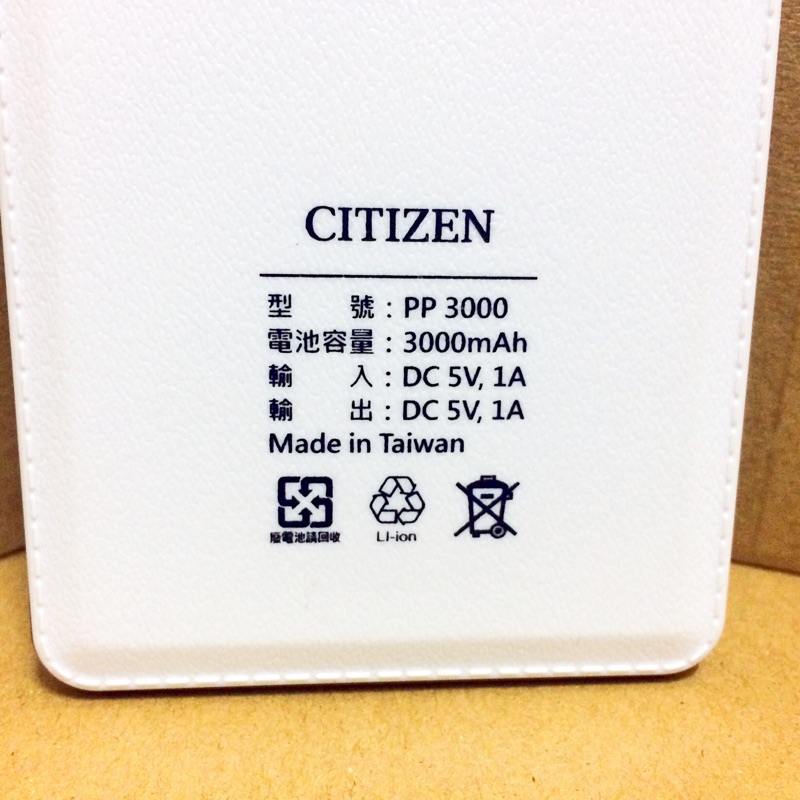 CITIZEN
型 號：PP 3000
電池容量：3000mAh
輸 入：DC 5V, 1A
輸 出：DC 5V, 1A
Made in Taiwan
廢電池請回收 LI-ion